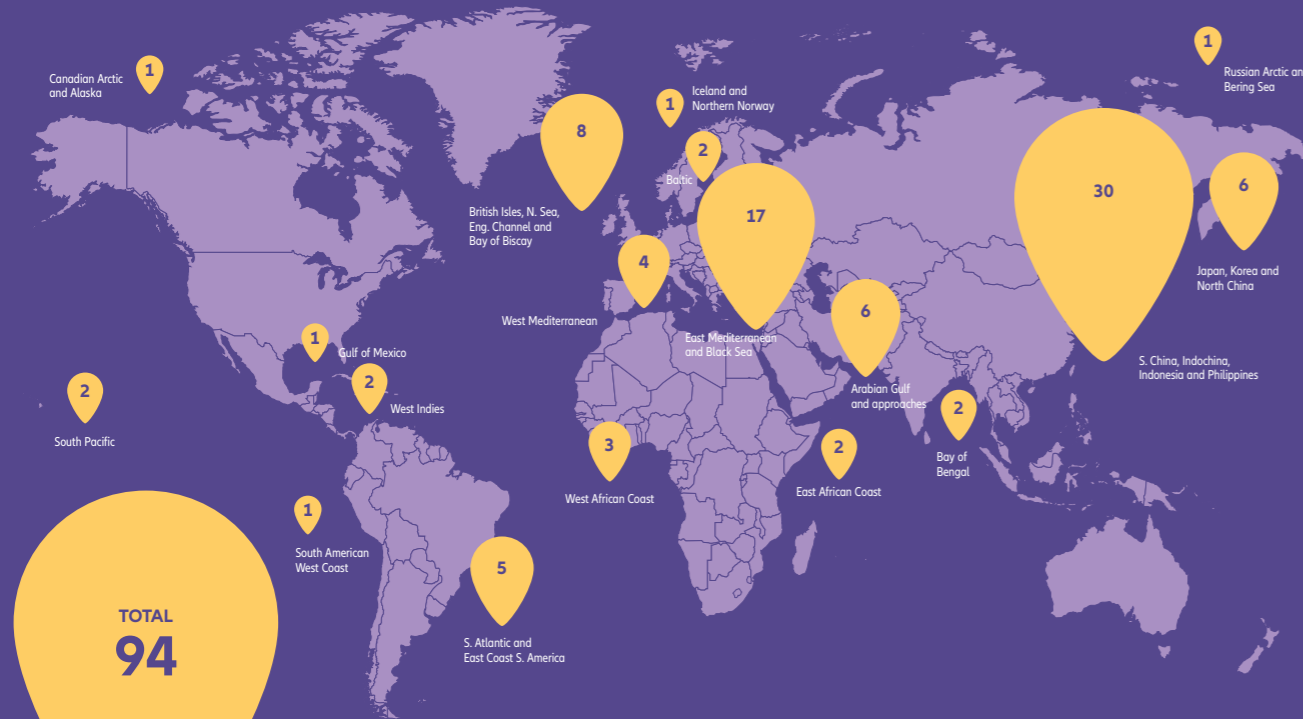 1
Canadian Arctic
and Alaska
1
Russian Arctic an
Bering Sea
1
Iceland and
Northern Norway
8
British Isles, N. Sea,
Eng. Channel and
Bay of Biscay
2
Baltic
17
East Mediterranean
and Black Sea
30
S. China, Indochina,
Indonesia and Philippines
6
Japan, Korea and
North China
4
West Mediterranean
6
Arabian Gulf
and approaches
1
Gulf of Mexico
2
West Indies
2
South Pacific
2
Bay of
Bengal
3
West African Coast
2
East African Coast
1
South American
West Coast
5
S. Atlantic and
East Coast S. America
TOTAL
94